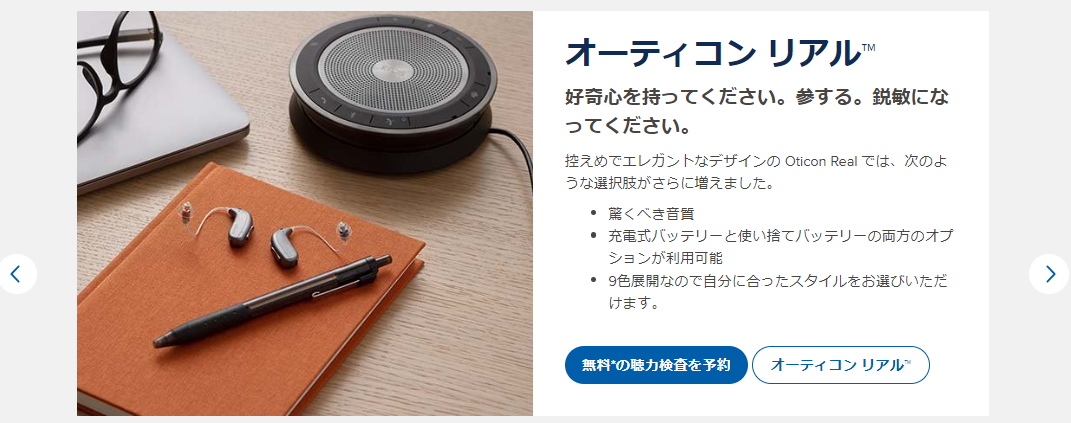 オーティコン リアル™
好奇心を持ってください。参する。鋭敏にな
ってください。
控えめでエレガントなデザインの Oticon Real では、次のよ
うな選択肢がさらに増えました。
• 驚くべき音質
• 充電式バッテリーと使い捨てバッテリーの両方のオプ
ションが利用可能
• 9色展開なので自分に合ったスタイルをお選びいただ
けます。
無料*の聴力検査を予約
オーティコン リアル™